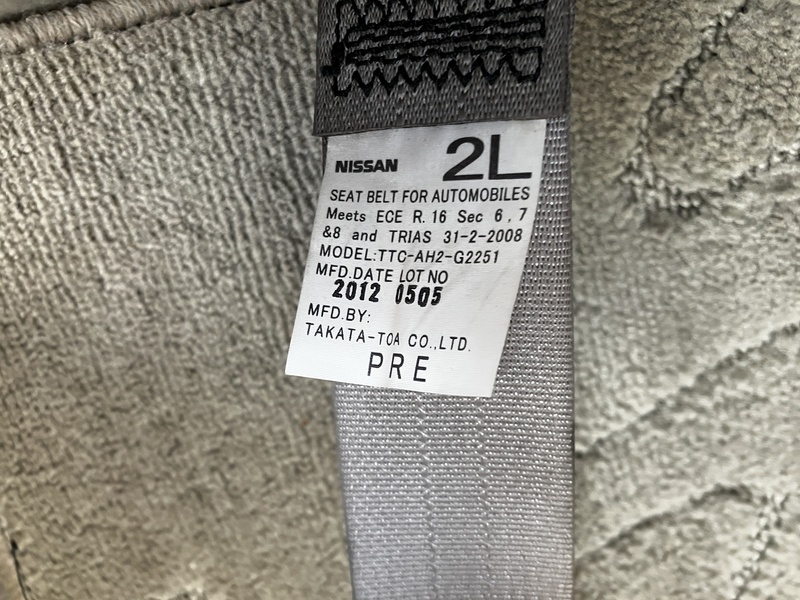 NISSAN 2L
SEAT BELT FOR AUTOMOBILES
Meets ECE R.16 Sec 6,7
&8 and TRIAS 31-2-2008
MODEL:TTC-AH2-G2251
MFD.DATE LOT NO
2012 0505
MFD.BY:
TAKATA-TOA CO.,LTD.
PRE